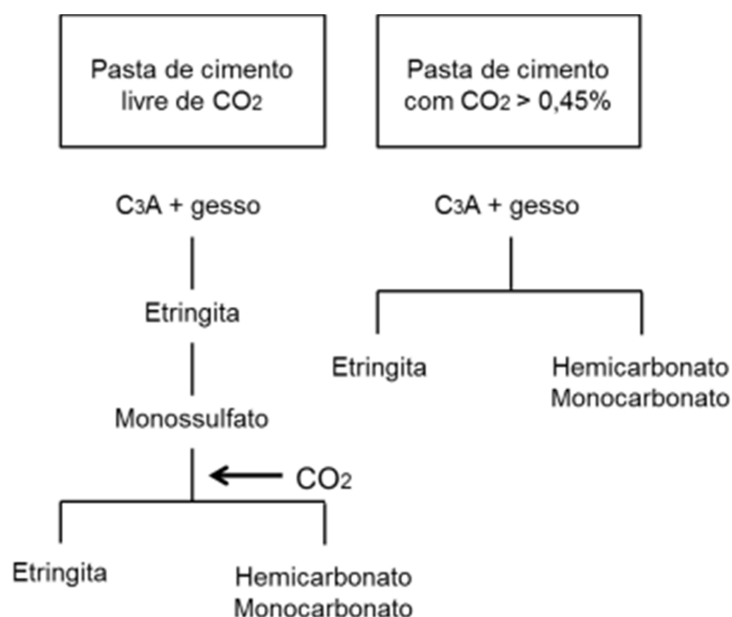 Pasta de cimento
livre de CO2
Pasta de cimento
com CO2 > 0,45%
C3A + gesso
Etringita
Monossulfato
CO2
Etringita
Hemicarbonato
Monocarbonato
C3A + gesso
Etringita
Hemicarbonato
Monocarbonato